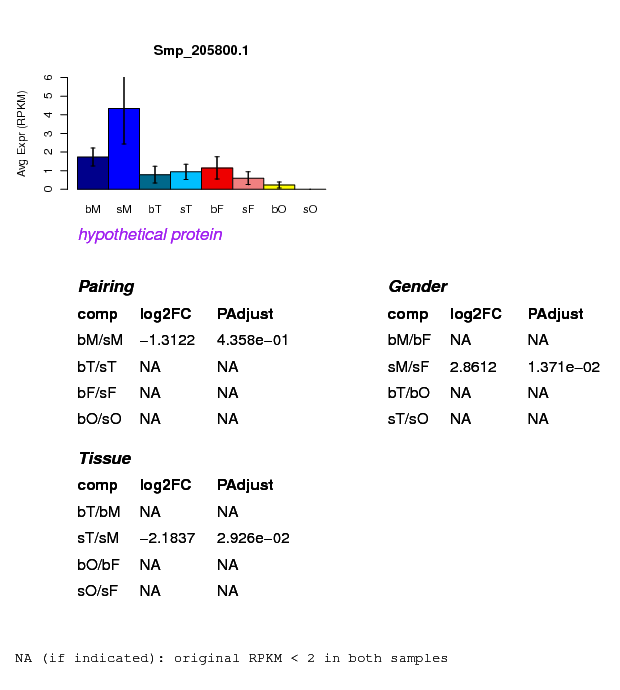 Smp_205800.1
Avg Expr (RPKM)
6
5
4
3
2
1
0
bM sM bT sT bF sF bO sO
hypothetical protein
Pairing
comp log2FC PAdjust
bM/sM −1.3122 4.358e−01
bT/sT NA NA
bF/sF NA NA
bO/sO NA NA
Gender
comp log2FC PAdjust
bM/bF NA NA
sM/sF 2.8612 1.371e−02
bT/bO NA NA
sT/sO NA NA
Tissue
comp log2FC PAdjust
bT/bM NA NA
sT/sM −2.1837 2.926e−02
bO/bF NA NA
sO/sF NA NA
NA (if indicated): original RPKM < 2 in both samples